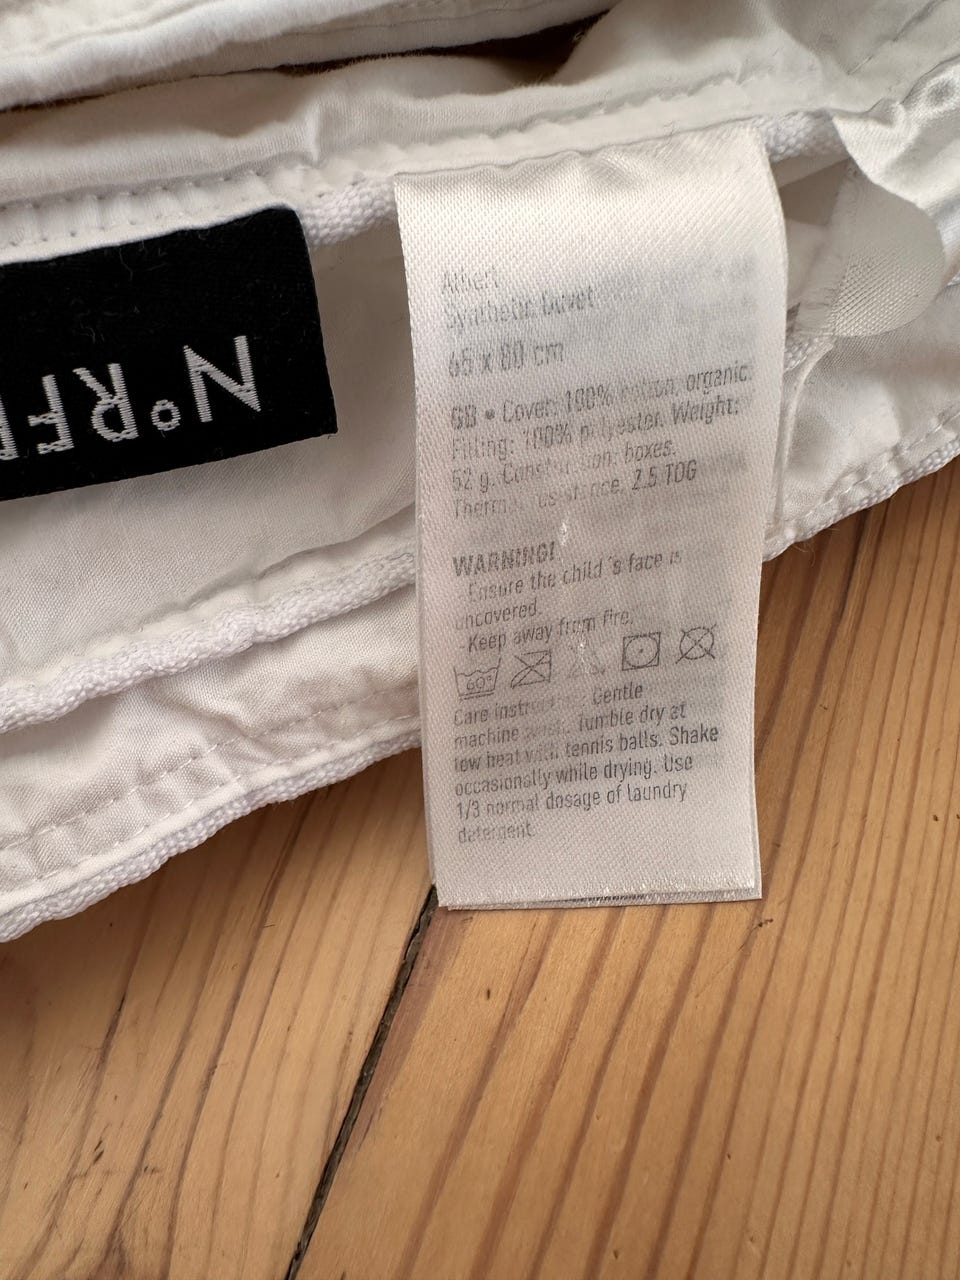 N°RF
Albert
Synthetic Duvet
65 x 80 cm
GB • Cover: 100% cotton, organic.
Filling: 100% polyester. Weight:
52 g. Construction: boxes.
Thermal resistance. 2.5 TOG
WARNING!
Ensure the child ´s face is
uncovered.
-Keep away from fire.
60°
Care instructions: Gentle
machine wash. Tumble dry at
low heat with tennis balls. Shake
occasionally while drying. Use
1/3 normal dosage of laundry
detergent.